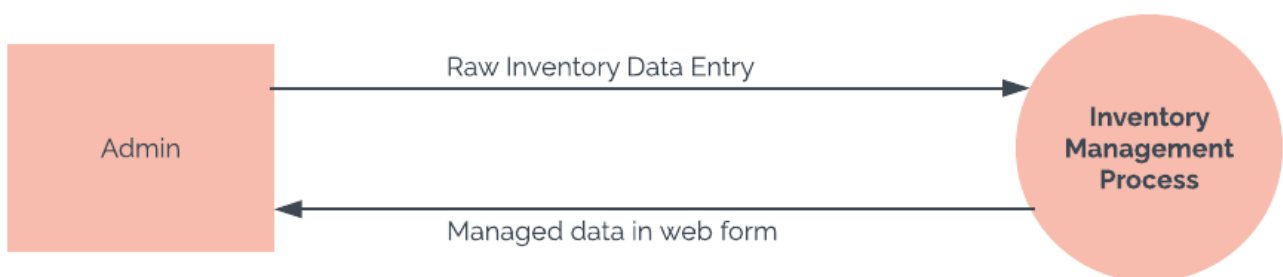 Raw Inventory Data Entry
Admin
Inventory
Management
Process
Managed data in web form